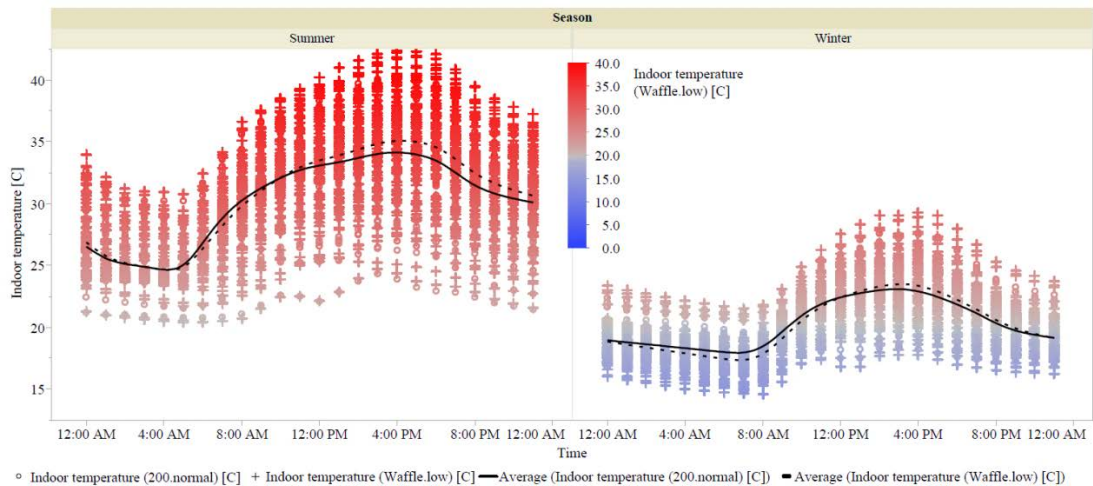 Season
Summer Winter
40
35
30
25
20
15
Indoor temperature [C]
40.0
35.0
30.0
25.0
20.0
15.0
10.0
5.0
0.0
Indoor temperature
(Waffle.low) [C]
12:00 AM 4:00 AM 8:00 AM 12:00 PM 4:00 PM 8:00 PM 12:00 AM 12:00 AM 4:00 AM 8:00 AM 12:00 PM 4:00 PM 8:00 PM 12:00 AM
Time
Indoor temperature (200.normal) [C] Indoor temperature (Waffle.low) [C] Average (Indoor temperature (200.normal) [C]) Average (Indoor temperature (Waffle.low) [C])